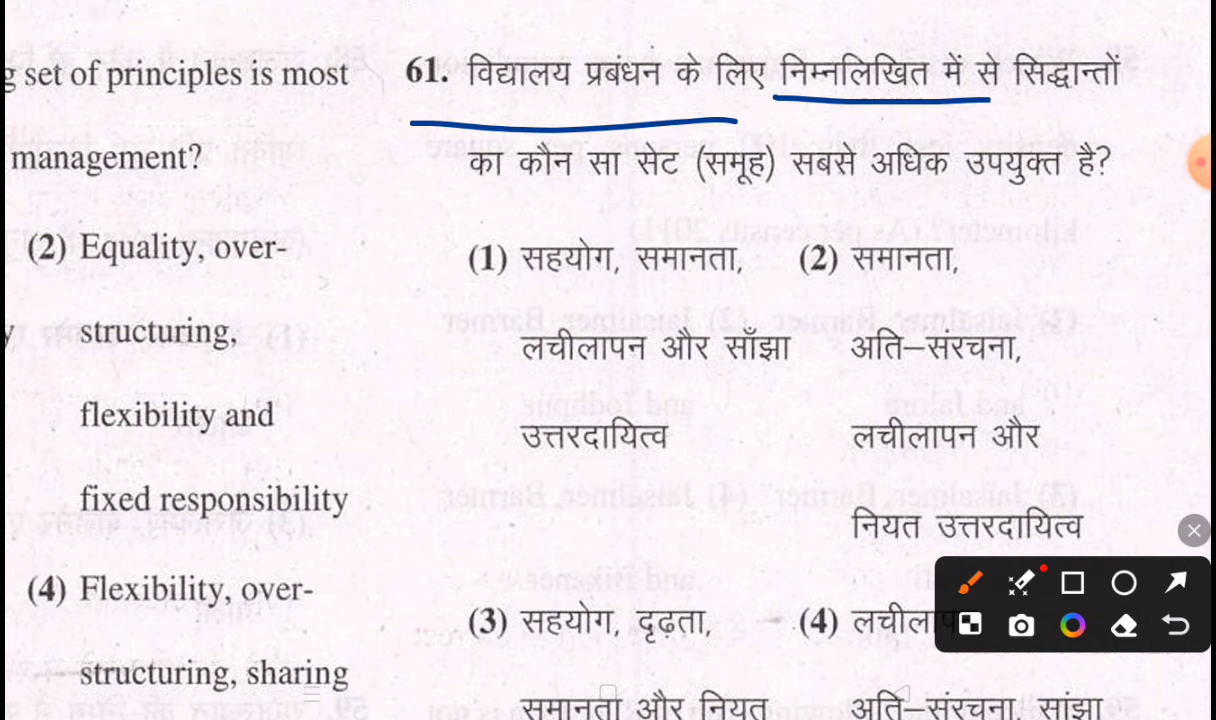 set of principles is most
management?
(2) Equality, over-
structuring,
flexibility and
fixed responsibility
(4) Flexibility, over-
structuring, sharing
61. विद्यालय प्रबंधन के लिए निम्नलिखित में से सिद्धान्तों
का कौन सा सेट (समूह) सबसे अधिक उपयुक्त है?
(1) सहयोग, समानता,
लचीलापन और साँझा
उत्तरदायित्व
(2) समानता,
अति–संरचना,
लचीलापन और
नियत उत्तरदायित्व
(3) सहयोग, दृढ़ता,
समानता और नियत
(4)
अति–संरचना, सांझा